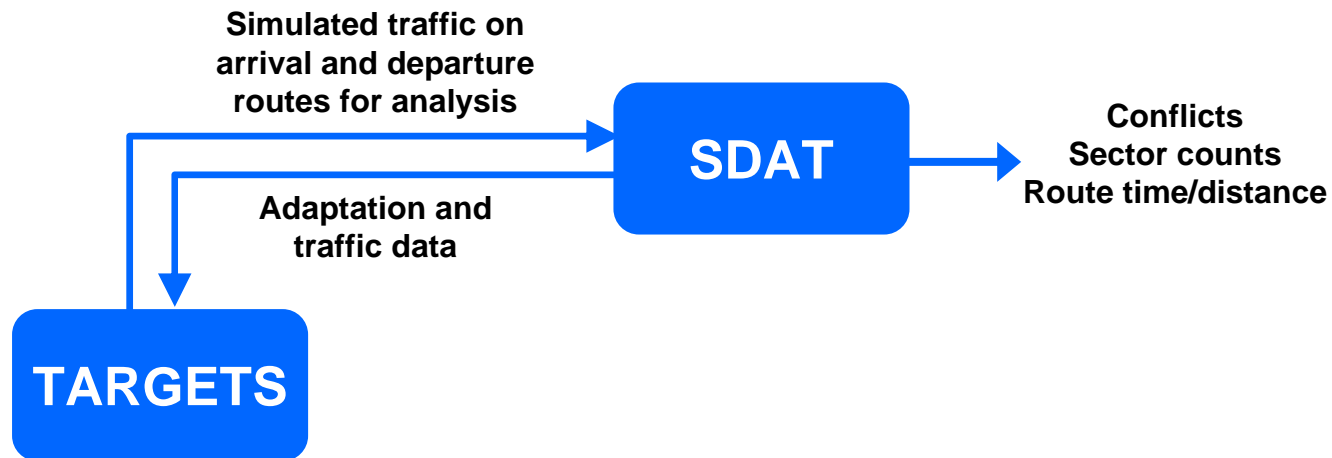 Simulated traffic on
arrival and departure
routes for analysis
SDAT
Conflicts
Sector counts
Route time/distance
Adaptation and
traffic data
TARGETS